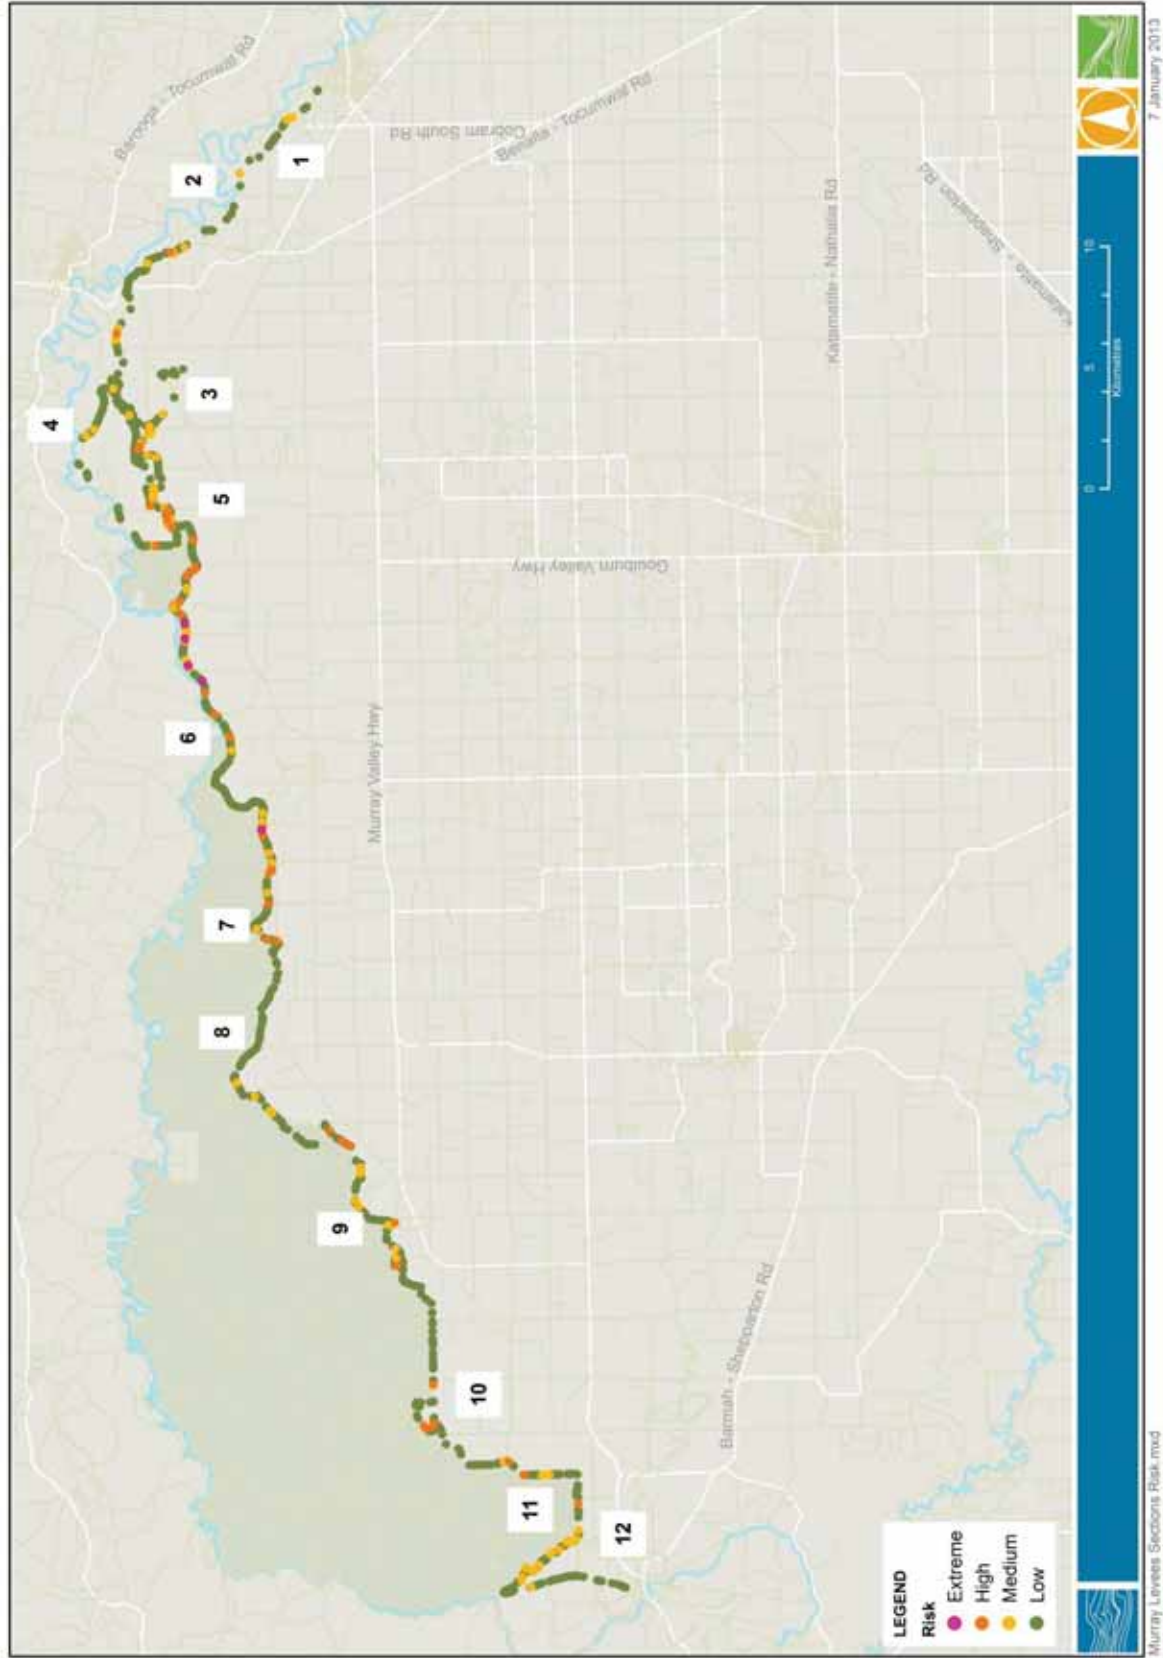 Barooga - Tocumwal Rd
Cobram South Rd
Benalla - Tocumwal Rd
Katamatite - Nathalia Rd
Katamatite - Shepparton Rd
Goulburn Valley Hwy
Murray Valley Hwy
Barmah - Shepparton Rd
1
2
3
4
5
6
7
8
9
10
11
12
LEGEND
Risk
Extreme
High
Medium
Low
0 5 10
Kilometres
Murray Levees Sections Risk.mxd
7 January 2013